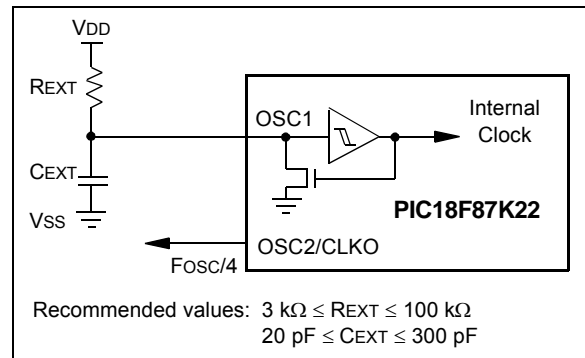 VDD
REXT
OSC1
Internal
Clock
CEXT
PIC18F87K22
VSS
OSC2/CLKO
FOSC/4
Recommended values: 3 kΩ ≤ REXT ≤ 100 kΩ
20 pF ≤ CEXT ≤ 300 pF